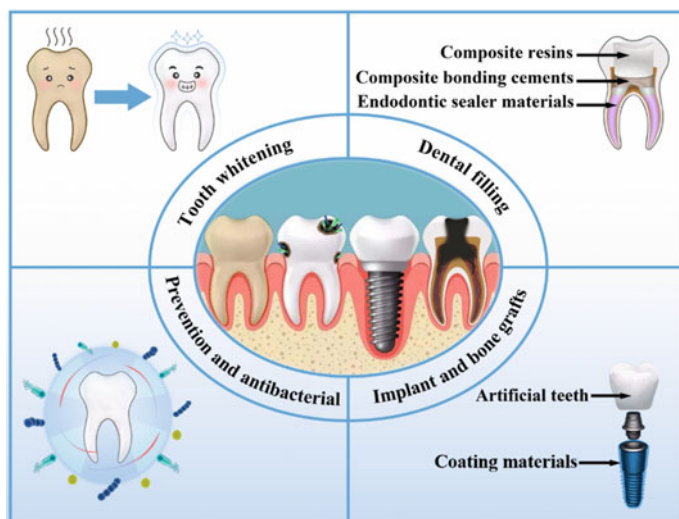 Composite resins
Composite bonding cements
Endodontic sealer materials
Tooth whitening
Dental filling
Prevention and antibacterial
Implant and bone grafts
Artificial teeth
Coating materials